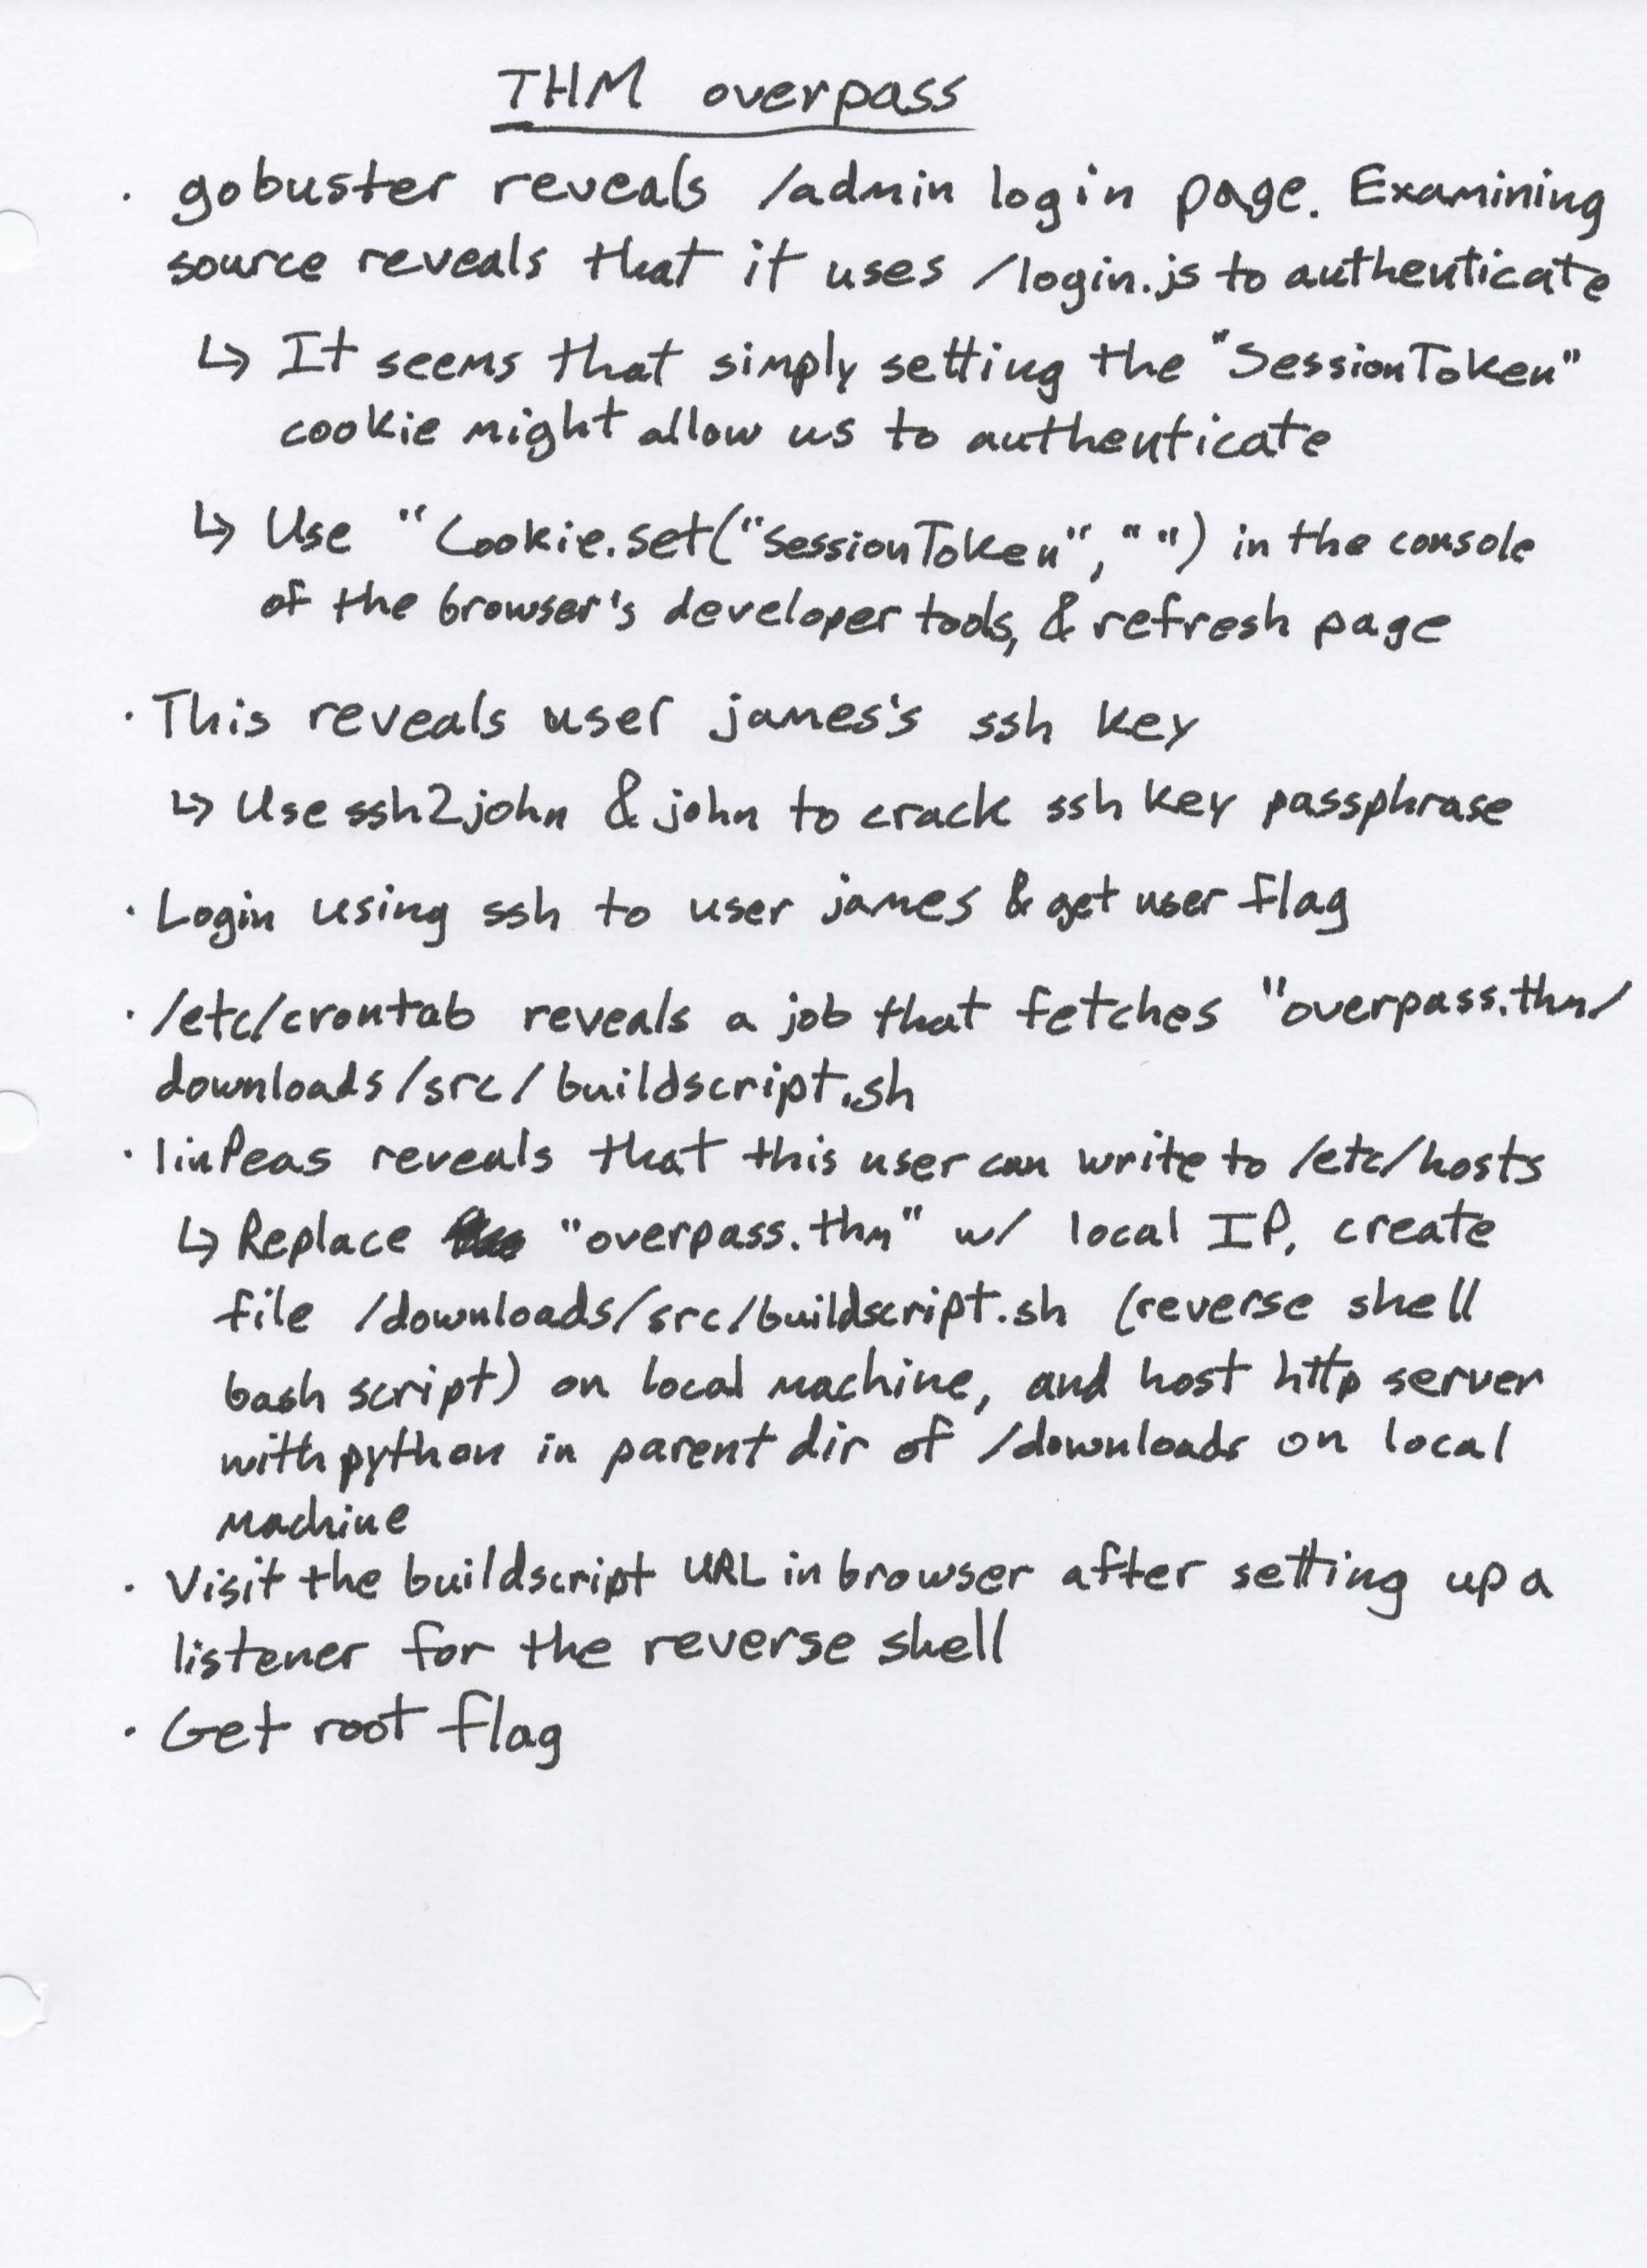 THM overpass
· gobuster reveals /admin login page. Examining
source reveals that it uses /login.js to authenticate
↳ It seems that simply setting the "SessionToken"
cookie might allow us to authenticate
↳ Use "Cookie.set("SessionToken","") in the console
of the browser's developer tools, & refresh page
· This reveals user james's ssh key
↳ Use ssh2john & john to crack ssh key passphrase
· Login using ssh to user james & get user flag
· /etc/crontab reveals a job that fetches "overpass.thm/
downloads/src/buildscript.sh
· linPeas reveals that this user can write to /etc/hosts
↳ Replace "overpass.thm" w/ local IP, create
file /downloads/src/buildscript.sh (reverse shell
bash script) on local machine, and host http server
with python in parent dir of /downloads on local
machine
· Visit the buildscript URL in browser after setting up a
listener for the reverse shell
· Get root flag